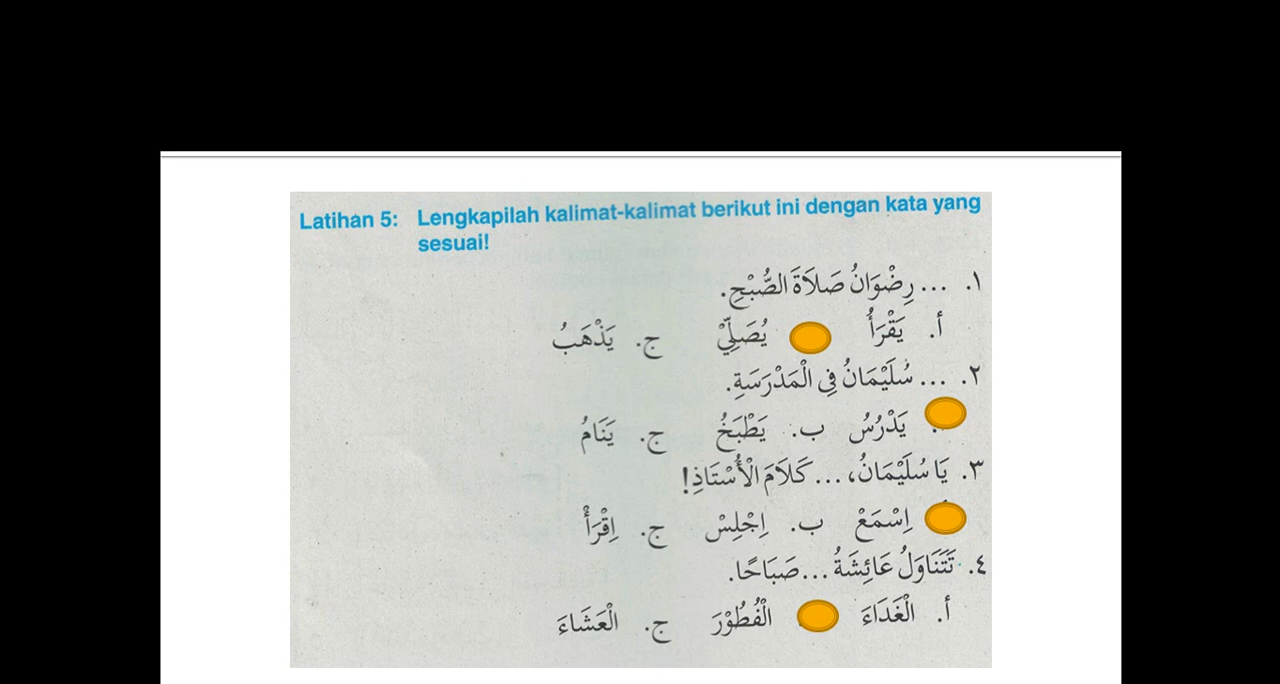 Latihan 5: Lengkapilah kalimat-kalimat berikut ini dengan kata yang
sesuai!
١. ... رِضْوَانُ صَلاَةَ الصُّبْحِ.
أ. يَقْرَأُ يُصَلِّيْ ج. يَذْهَبُ
٢. ... سُلَيْمَانُ فِي الْمَدْرَسَةِ.
يَدْرُسُ ب. يَطْبَخُ ج. يَنَامُ
٣. يَا سُلَيْمَانُ، ... كَلَامَ الْأُسْتَاذِ!
اِسْمَعْ ب. اِجْلِسْ ج. اِقْرَأْ
٤. تَتَنَاوَلُ عَائِشَةُ ... صَبَاحًا.
أ. الْغَدَاءَ الْفُطُوْرَ ج. الْعَشَاءَ